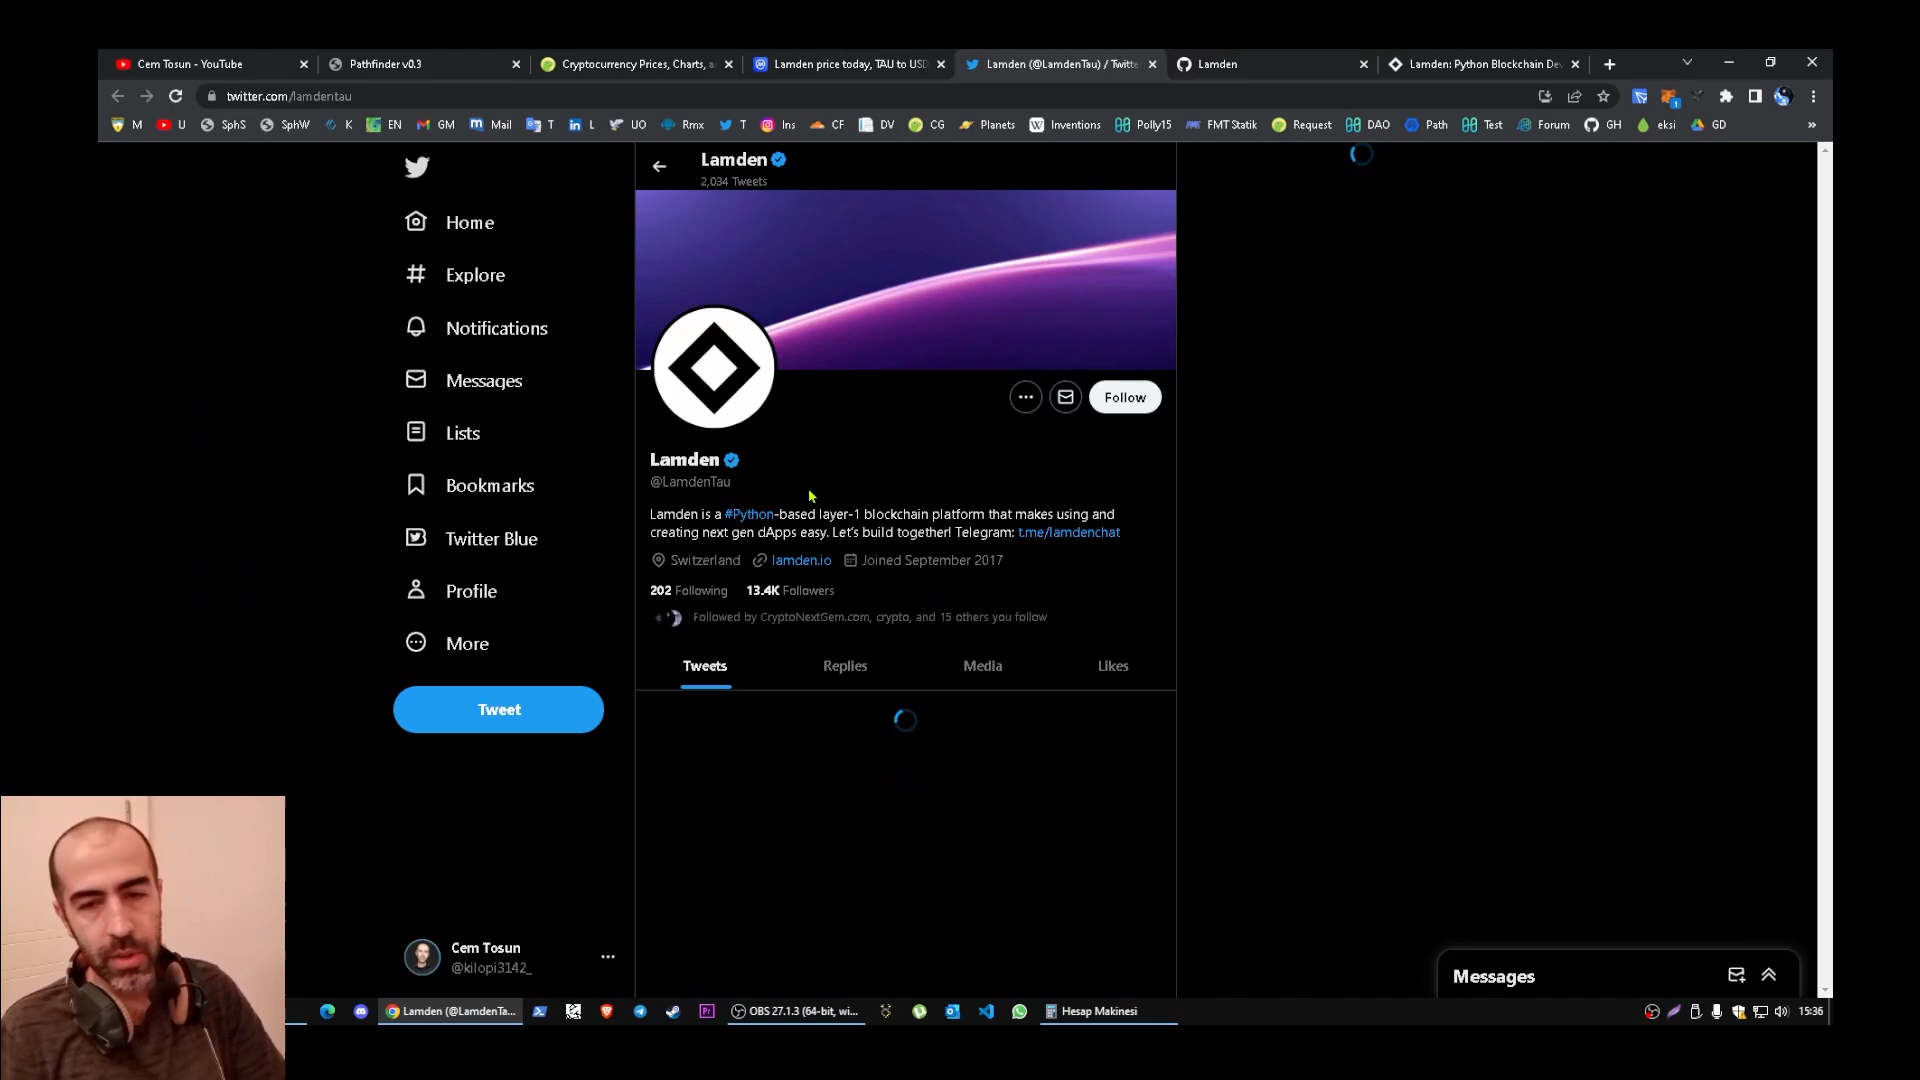 Cem Tosun - YouTube
Pathfinder v0.3
Cryptocurrency Prices, Charts, a
Lamden price today, TAU to USD
Lamden (@LamdenTau) / Twitte
Lamden
Lamden: Python Blockchain De
twitter.com/lamdentau
M
U
SphS
SphW
K
EN
GM
Mail
T
L
UO
Rmx
T
Ins
CF
DV
CG
Planets
Inventions
Polly15
FMT Statik
Request
DAO
Path
Test
Forum
GH
eksi
GD
»
Lamden
2,034 Tweets
Home
Explore
Notifications
Messages
Lists
Bookmarks
Twitter Blue
Profile
More
Tweet
Follow
Lamden
@LamdenTau
Lamden is a #Python-based layer-1 blockchain platform that makes using and
creating next gen dApps easy. Let's build together! Telegram: t.me/lamdenchat
Switzerland lamden.io Joined September 2017
202 Following 13.4K Followers
Followed by CryptoNextGem.com, crypto, and 15 others you follow
Tweets Replies Media Likes
Cem Tosun
@kilopi3142_
Messages
Lamden (@LamdenTa...
OBS 27.1.3 (64-bit, wi...
Hesap Makinesi
15:36